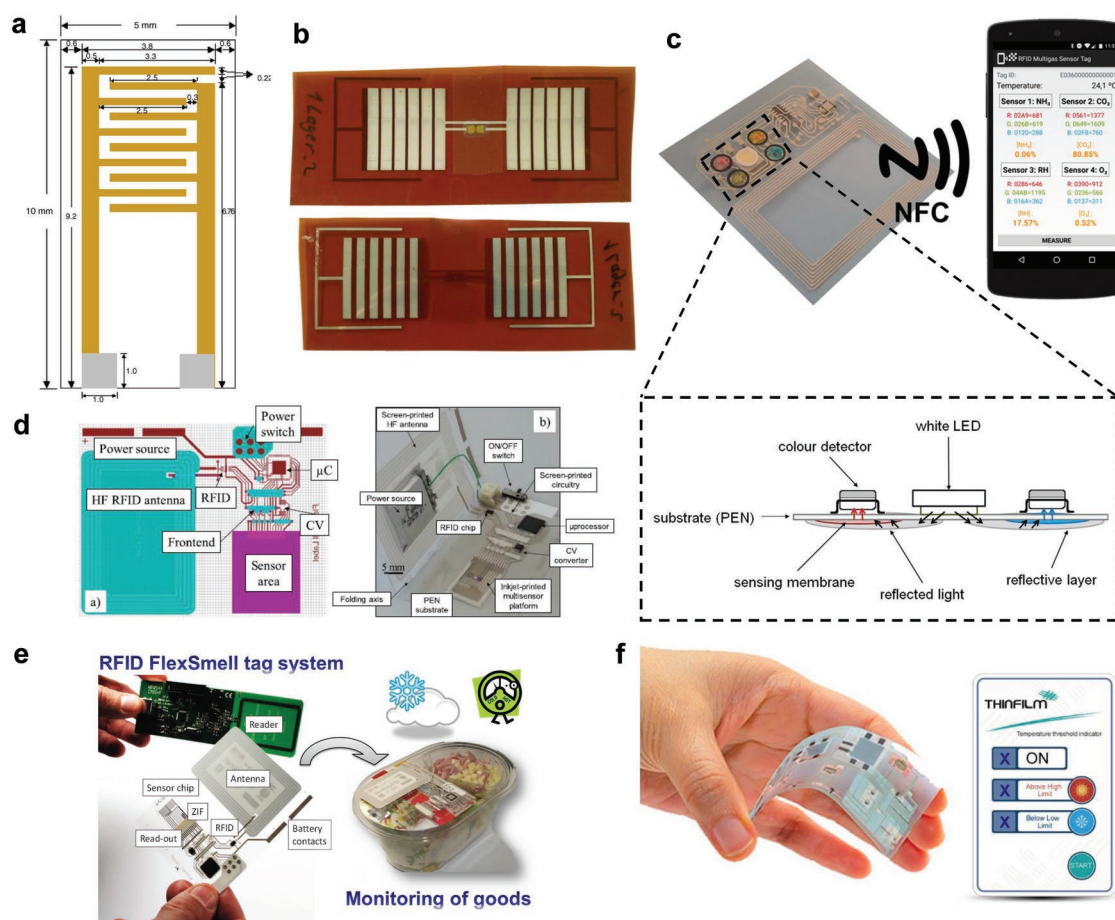 a
5 mm
0.6
3.8
0.6
0.5
3.3
2.5
0.22
0.3
2.5
10 mm
9.2
6.76
1.0
1.0
b
c
NFC
RFID Multigas Sensor Tag
Tag ID:
Temperature:
24,1 ºC
Sensor 1: NH₃
Sensor 2: CO₂
R: 02A9=681
R: 0561=1377
G: 026B=619
G: 0649=1609
B: 0120=288
B: 02F8=760
[NH₃] :
[CO₂] :
0.06%
80.85%
Sensor 3: RH
Sensor 4: O₂
R: 0286=646
R: 0390=912
G: 04AB=1195
G: 0236=566
B: 016A=362
B: 0137=311
[RH] :
[O₂] :
17.57%
0.52%
MEASURE
white LED
colour detector
substrate (PEN)
sensing membrane
reflected light
reflective layer
d
Power source
Power
switch
µC
HF RFID antenna
RFID
CV
Frontend
Label
Sensor
area
a)
b)
Screen-printed
HF antenna
ON/OFF
switch
Screen-printed
circuitry
Power source
RFID chip
µprocessor
CV
converter
5 mm
Folding axis
PEN
substrate
Inkjet-printed
multisensor
platform
e
RFID FlexSmell tag system
Reader
Antenna
Sensor chip
ZIF
RFID
Read-out
Battery
contacts
Monitoring of goods
f
THINFILM
Temperature threshold indicator
X
ON
X
Above High
Limit
X
Below Low
Limit
START